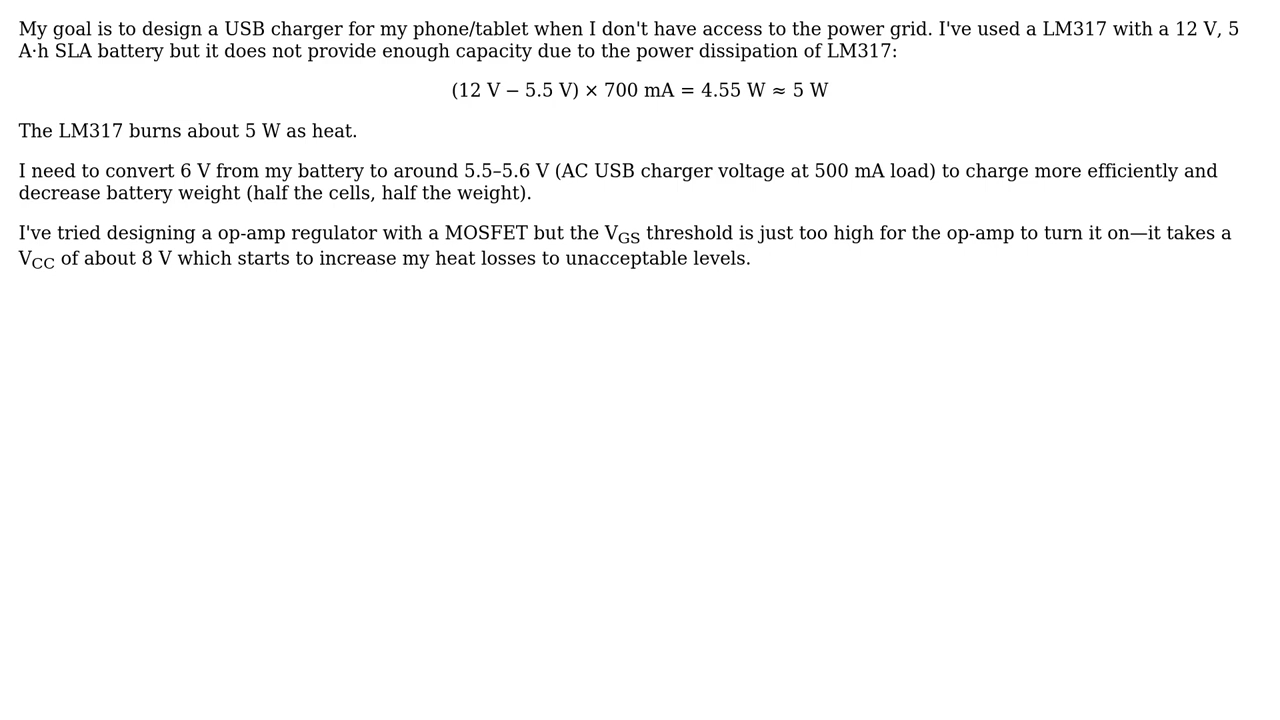 My goal is to design a USB charger for my phone/tablet when I don't have access to the power grid. I've used a LM317 with a 12 V, 5
A·h SLA battery but it does not provide enough capacity due to the power dissipation of LM317:
(12 V − 5.5 V) × 700 mA = 4.55 W ≈ 5 W
The LM317 burns about 5 W as heat.
I need to convert 6 V from my battery to around 5.5–5.6 V (AC USB charger voltage at 500 mA load) to charge more efficiently and
decrease battery weight (half the cells, half the weight).
I've tried designing a op-amp regulator with a MOSFET but the VGS threshold is just too high for the op-amp to turn it on—it takes a
VCC of about 8 V which starts to increase my heat losses to unacceptable levels.